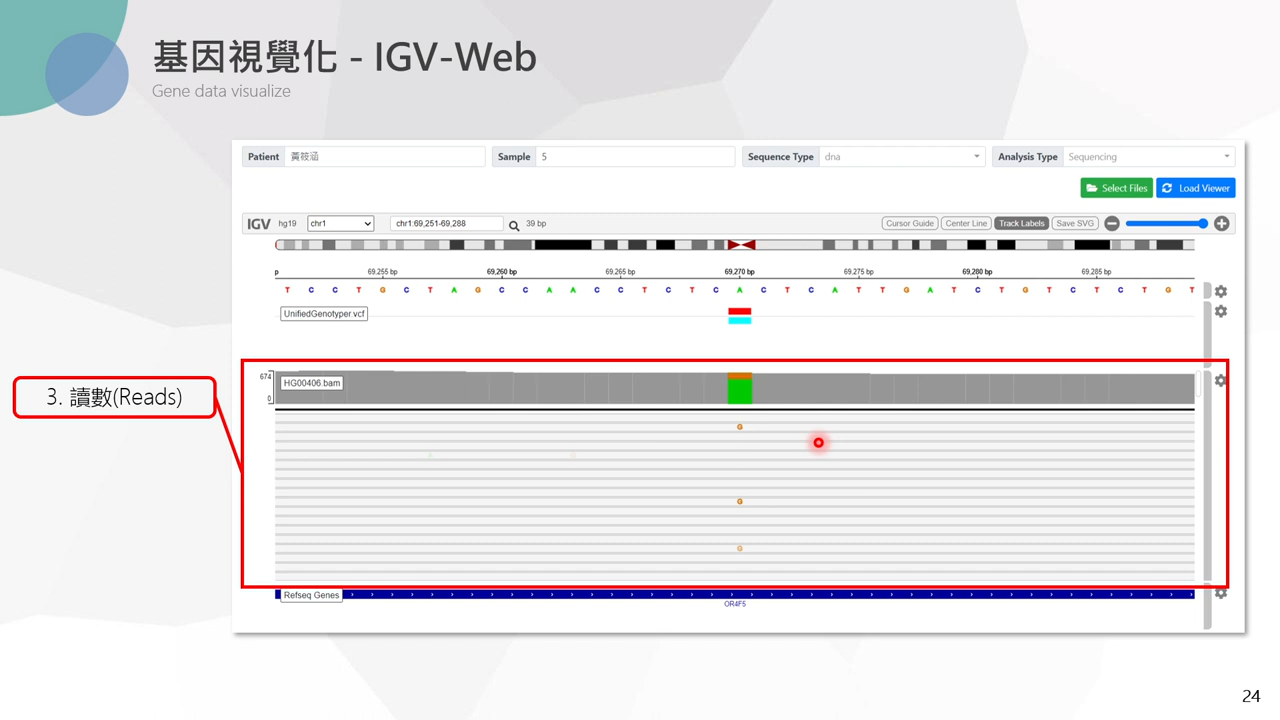 基因視覺化 - IGV-Web
Gene data visualize
Patient 黃筱涵 Sample 5 Sequence Type dna Analysis Type Sequencing
Select Files Load Viewer
IGV hg19 chr1 chr1:69,251-69,288 39 bp Cursor Guide Center Line Track Labels Save SVG
p 69,255 bp 69,260 bp 69,265 bp 69,270 bp 69,275 bp 69,280 bp 69,285 bp
T C C T G C T A G C C A A C C T C T C A C T C A T T G A T C T G T C T C T G T
UnifiedGenotyper.vcf
674
HG00406.bam
0
3. 讀數(Reads)
G
G
G
Refseq Genes
OR4F5
24